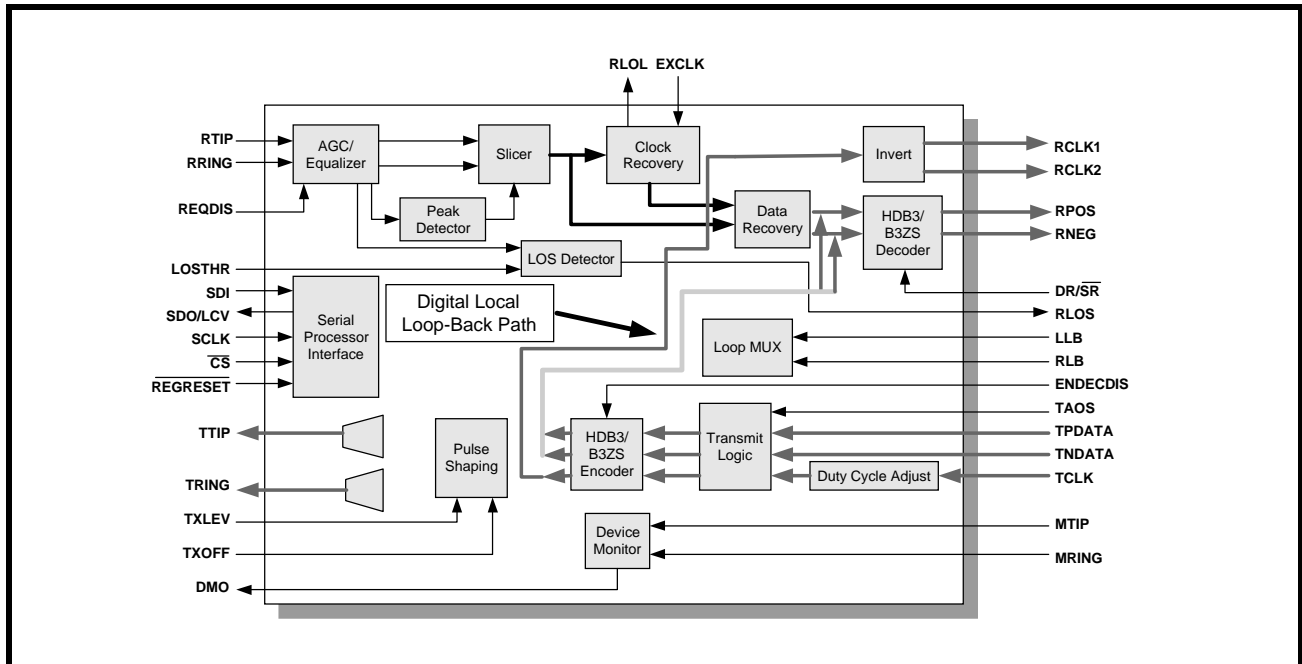 RLOL EXCLK
RTIP
RRING
REQDIS
AGC/
Equalizer
Slicer
Clock
Recovery
Invert
RCLK1
RCLK2
Peak
Detector
Data
Recovery
HDB3/
B3ZS
Decoder
RPOS
RNEG
LOSTHR
LOS Detector
SDI
SDO/LCV
SCLK
C̅S̅
R̅E̅G̅R̅E̅S̅E̅T̅
Serial
Processor
Interface
Digital Local
Loop-Back Path
Loop MUX
DR/S̅R̅
RLOS
LLB
RLB
ENDECDIS
TAOS
TPDATA
TNDATA
TCLK
TTIP
TRING
Pulse
Shaping
HDB3/
B3ZS
Encoder
Transmit
Logic
Duty Cycle Adjust
TXLEV
TXOFF
DMO
Device
Monitor
MTIP
MRING